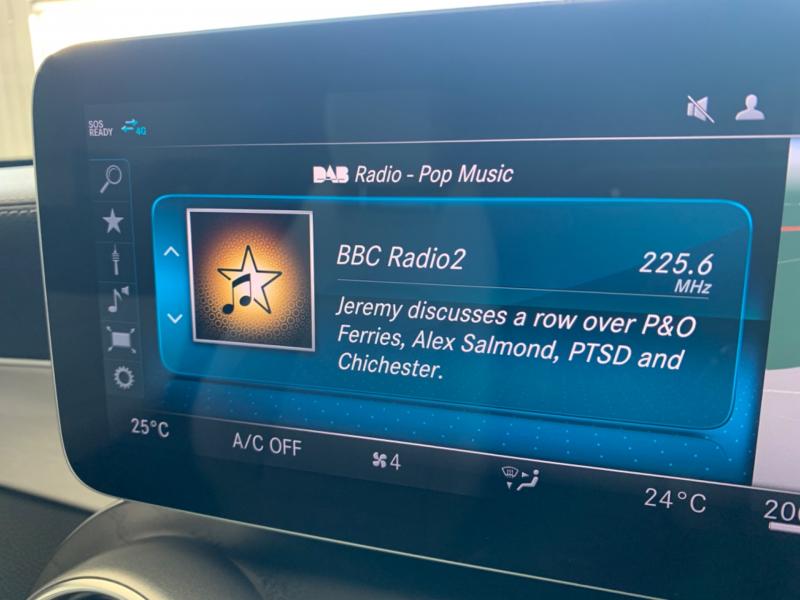 SOS
READY
4G
DAB Radio - Pop Music
BBC Radio2
225.6
MHz
Jeremy discusses a row over P&O
Ferries, Alex Salmond, PTSD and
Chichester.
25°C
A/C OFF
4
24°C